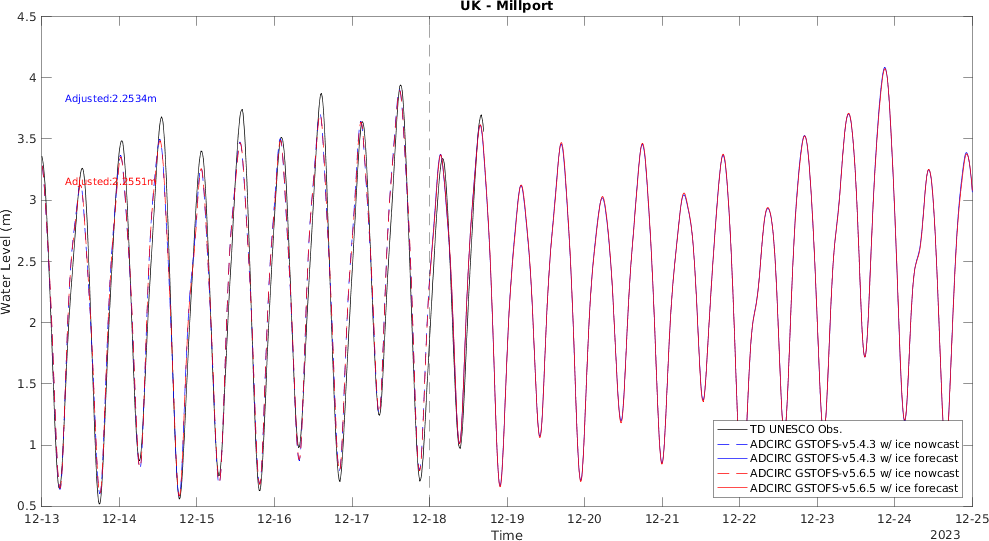 UK - Millport
4.5
4
3.5
3
2.5
2
1.5
1
0.5
Water Level (m)
Adjusted:2.2534m
Adjusted:2.2551m
TD UNESCO Obs.
ADCIRC GSTOFS-v5.4.3 w/ ice nowcast
ADCIRC GSTOFS-v5.4.3 w/ ice forecast
ADCIRC GSTOFS-v5.6.5 w/ ice nowcast
ADCIRC GSTOFS-v5.6.5 w/ ice forecast
12-13 12-14 12-15 12-16 12-17 12-18 12-19 12-20 12-21 12-22 12-23 12-24 12-25
Time
2023